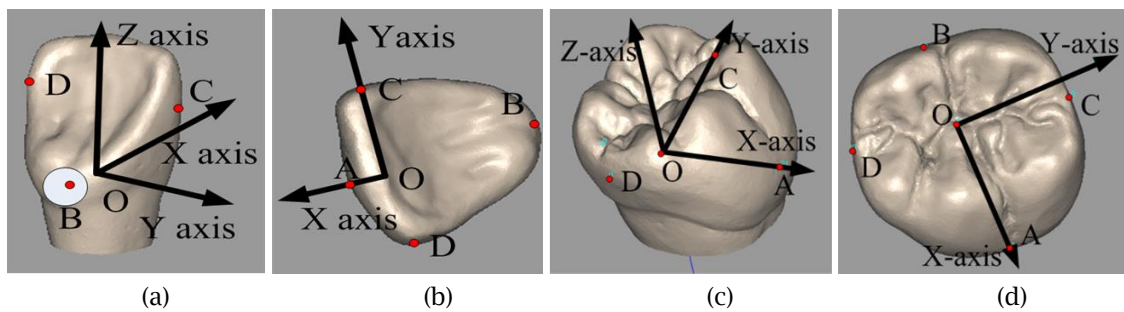 Z axis
D
C
X axis
O
B
Y axis
(a)
Yaxis
C
B
A
O
X axis
D
(b)
Z-axis
Y-axis
C
X-axis
O
D
A
(c)
B
Y-axis
O
C
D
A
X-axis
(d)